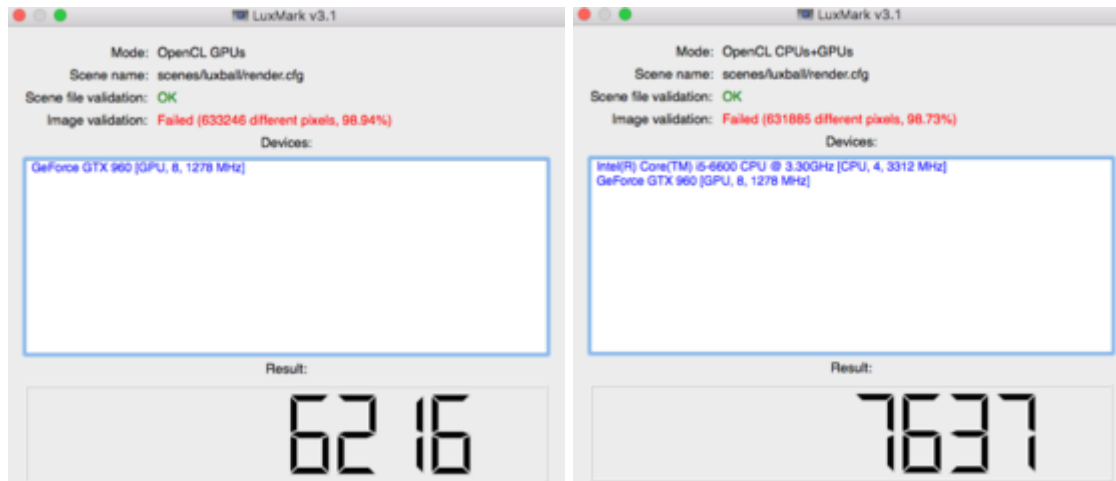 LuxMark v3.1
Mode: OpenCL GPUs
Scene name: scenes/luxball/render.cfg
Scene file validation: OK
Image validation: Failed (633246 different pixels, 98.94%)
Devices:
GeForce GTX 960 [GPU, 8, 1278 MHz]
Result:
6216
LuxMark v3.1
Mode: OpenCL CPUs+GPUs
Scene name: scenes/luxball/render.cfg
Scene file validation: OK
Image validation: Failed (631885 different pixels, 98.73%)
Devices:
Intel(R) Core(TM) i5-6600 CPU @ 3.30GHz [CPU, 4, 3312 MHz]
GeForce GTX 960 [GPU, 8, 1278 MHz]
Result:
7637